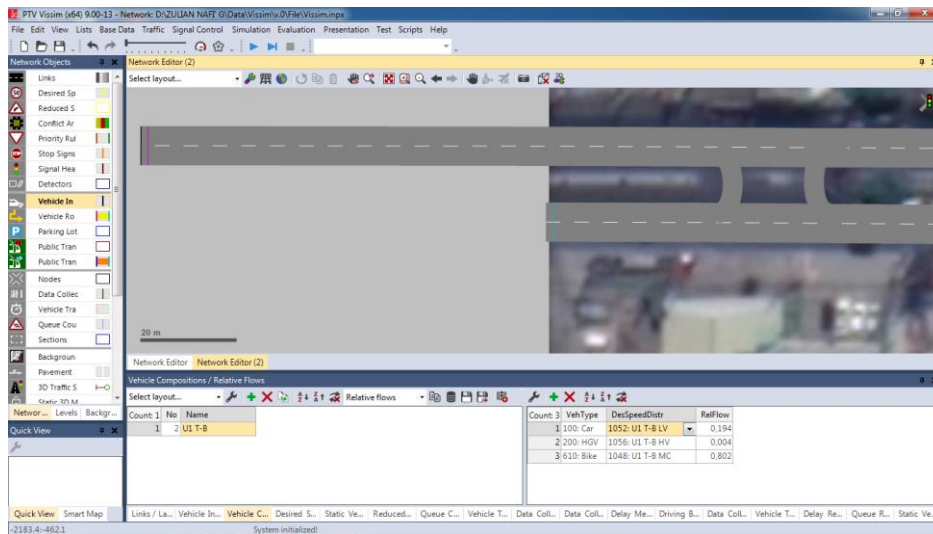 PTV Vissim (x64) 9.00-13 - Network: D:\ZULIAN NAFI' G\Data\Vissim\v.0\File\Vissim.inpx
File Edit View Lists Base Data Traffic Signal Control Simulation Evaluation Presentation Test Scripts Help
Network Objects
Network Editor (2)
Select layout...
Links
Desired Sp
Reduced S
Conflict Ar
Priority Rul
Stop Signs
Signal Hea
Detectors
Vehicle In
Vehicle Ro
Parking Lot
Public Tran
Public Tran
Nodes
Data Collec
Vehicle Tra
Queue Cou
Sections
Backgroun
Pavement
3D Traffic S
Static 3D M
20 m
Network Editor Network Editor (2)
Networ... Levels Backgr...
Vehicle Compositions / Relative Flows
Select layout... Relative flows
Count: 1 No Name
1 2 U1 T-B
Count: 3 VehType DesSpeedDistr RelFlow
1 100: Car 1052: U1 T-B LV 0,194
2 200: HGV 1056: U1 T-B HV 0,004
3 610: Bike 1048: U1 T-B MC 0,802
Quick View
Quick View Smart Map
Links / La... Vehicle In... Vehicle C... Desired S... Static Ve... Reduced... Queue C... Vehicle T... Data Coll... Data Coll... Delay Me... Driving B... Data Coll... Vehicle T... Delay Re... Queue R... Static Ve...
-2183.4:-462.1 System initialized!